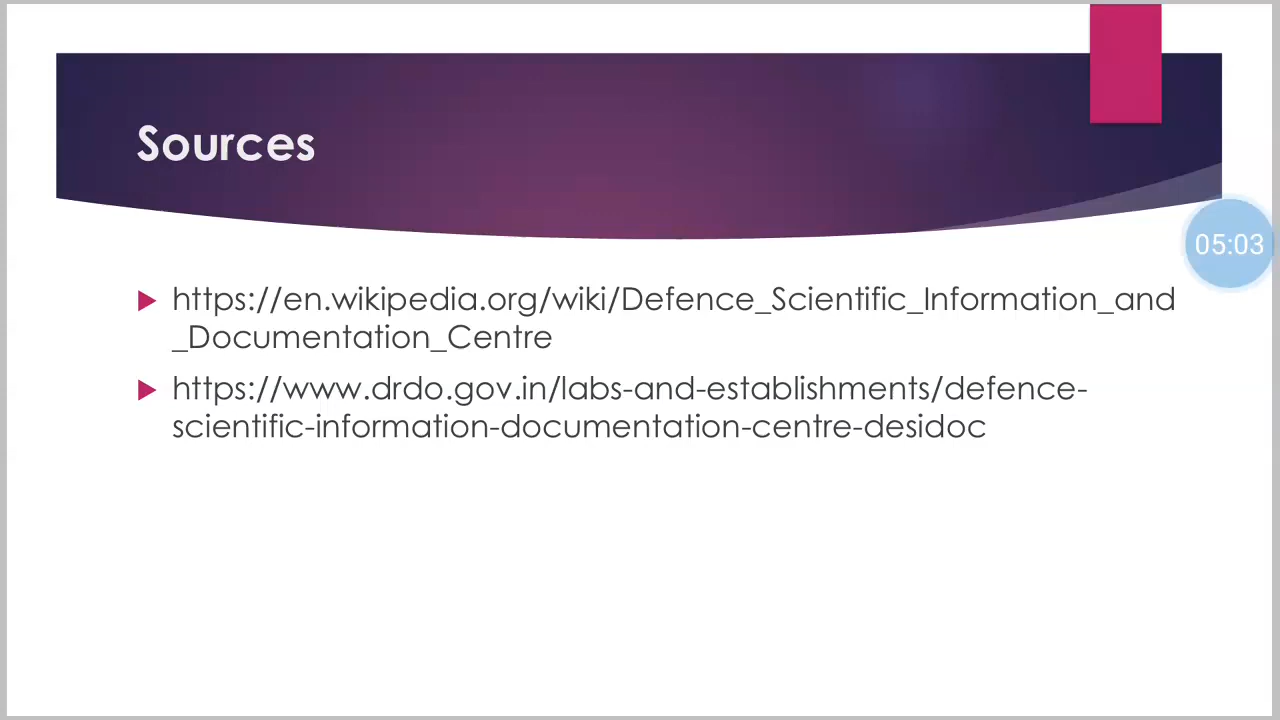 Sources
05:03
https://en.wikipedia.org/wiki/Defence_Scientific_Information_and
_Documentation_Centre
https://www.drdo.gov.in/labs-and-establishments/defence-
scientific-information-documentation-centre-desidoc